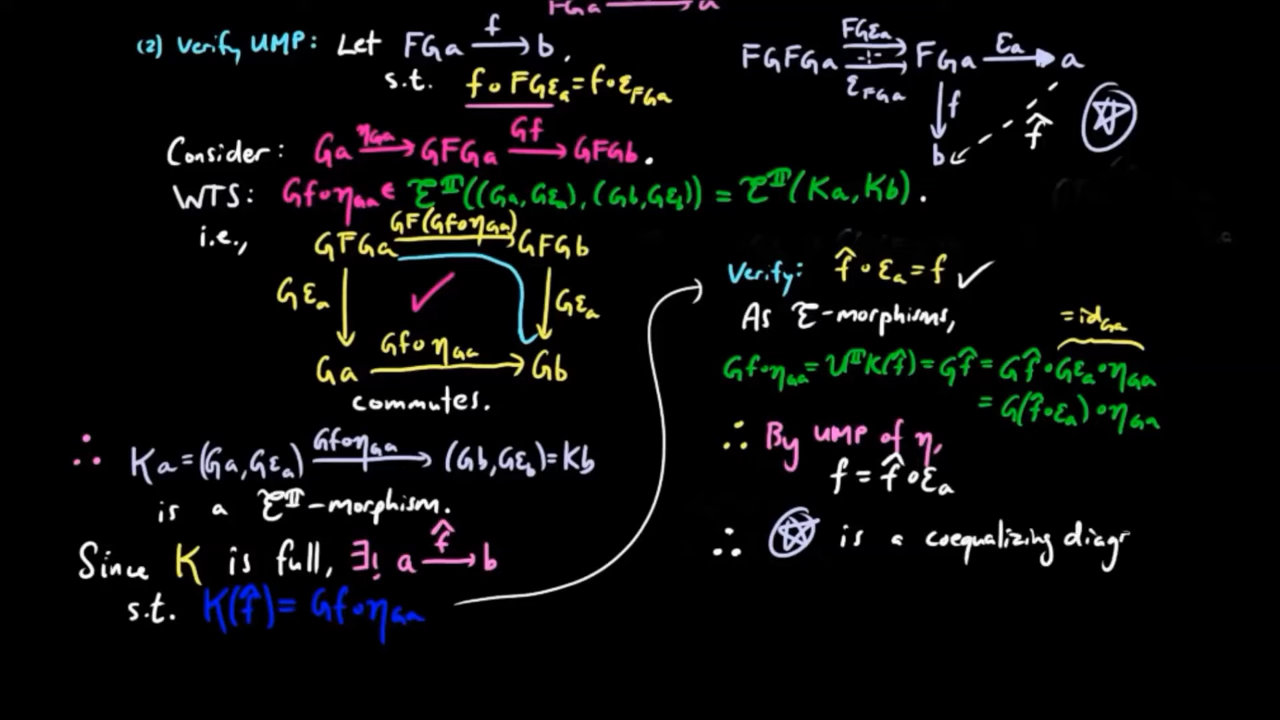 FGa → a
(2) Verify UMP: Let FGa —f→ b,
s.t. f∘FGε_a = f∘ε_FGa
FGFGa ⇉ FGa —ε_a→ a
FGε_a
ε_FGa
f
f̂
b
Consider: Ga —η_Ga→ GFGa —Gf→ GFGb.
WTS: Gf∘η_Ga ∈ ℰ^𝕋((Ga,Gε_a),(Gb,Gε_b)) = ℰ^𝕋(Ka,Kb).
i.e.,
GFGa —GF(Gf∘η_Ga)→ GFGb
Gε_a ↓ ✓ ↓ Gε_a
Ga —Gf∘η_Ga→ Gb
commutes.
∴ Ka=(Ga,Gε_a) —Gf∘η_Ga→ (Gb,Gε_b)=Kb
is a ℰ^𝕋-morphism.
Since K is full, ∃! a —f̂→ b
s.t. K(f̂) = Gf∘η_Ga
Verify: f̂∘ε_a = f ✓
As ℰ-morphisms,
=id_Ga
Gf∘η_Ga = U^𝕋K(f̂) = Gf̂ = Gf̂∘Gε_a∘η_Ga
= G(f̂∘ε_a)∘η_Ga
∴ By UMP of η,
f = f̂∘ε_a
∴ ☆ is a coequalizing diagr